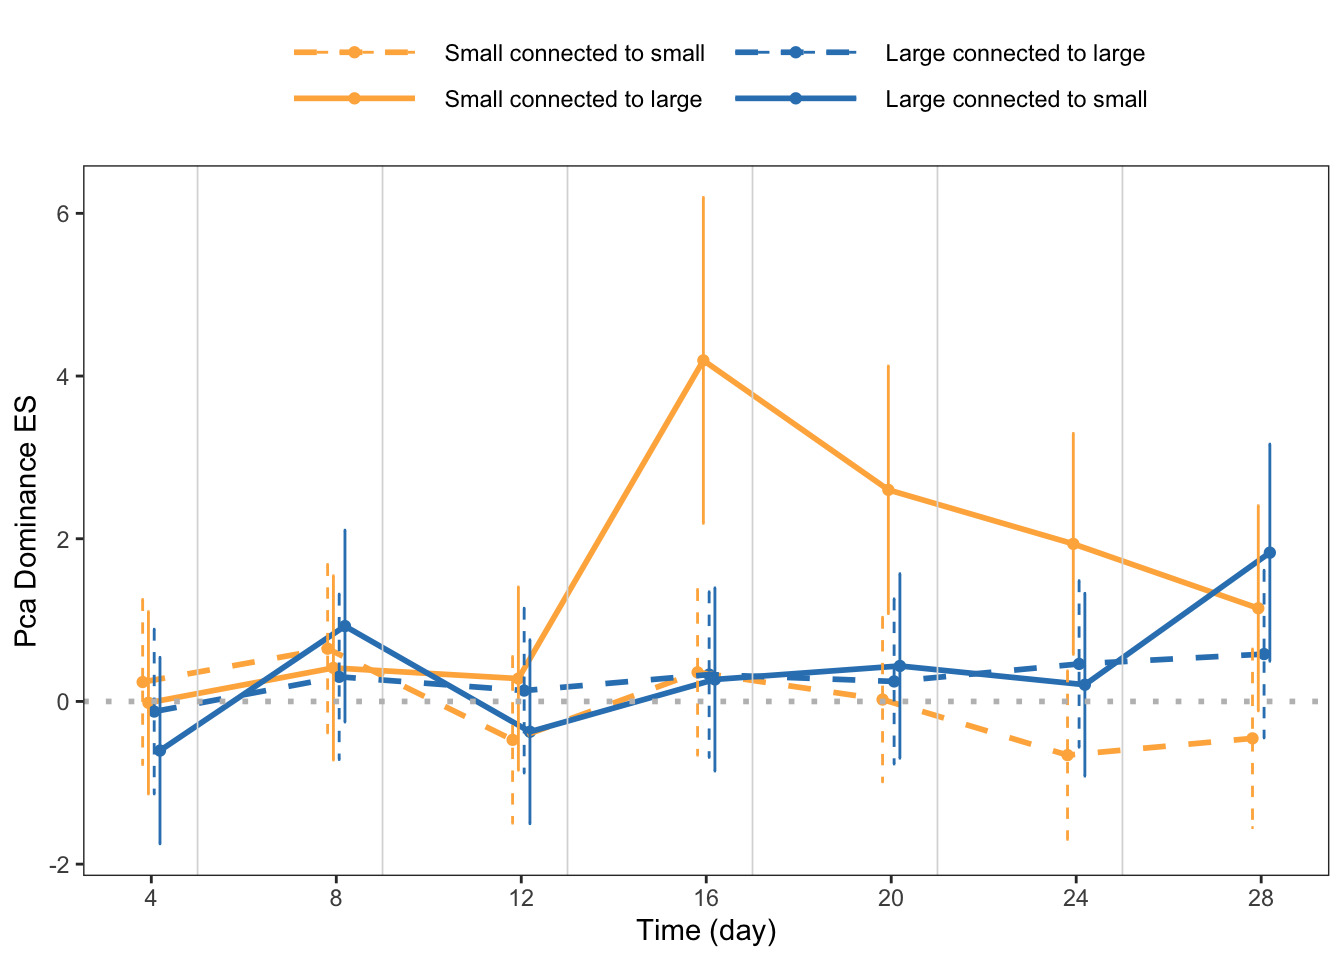 Small connected to small
Large connected to large
Small connected to large
Large connected to small
Pca Dominance ES
6
4
2
0
-2
4 8 12 16 20 24 28
Time (day)